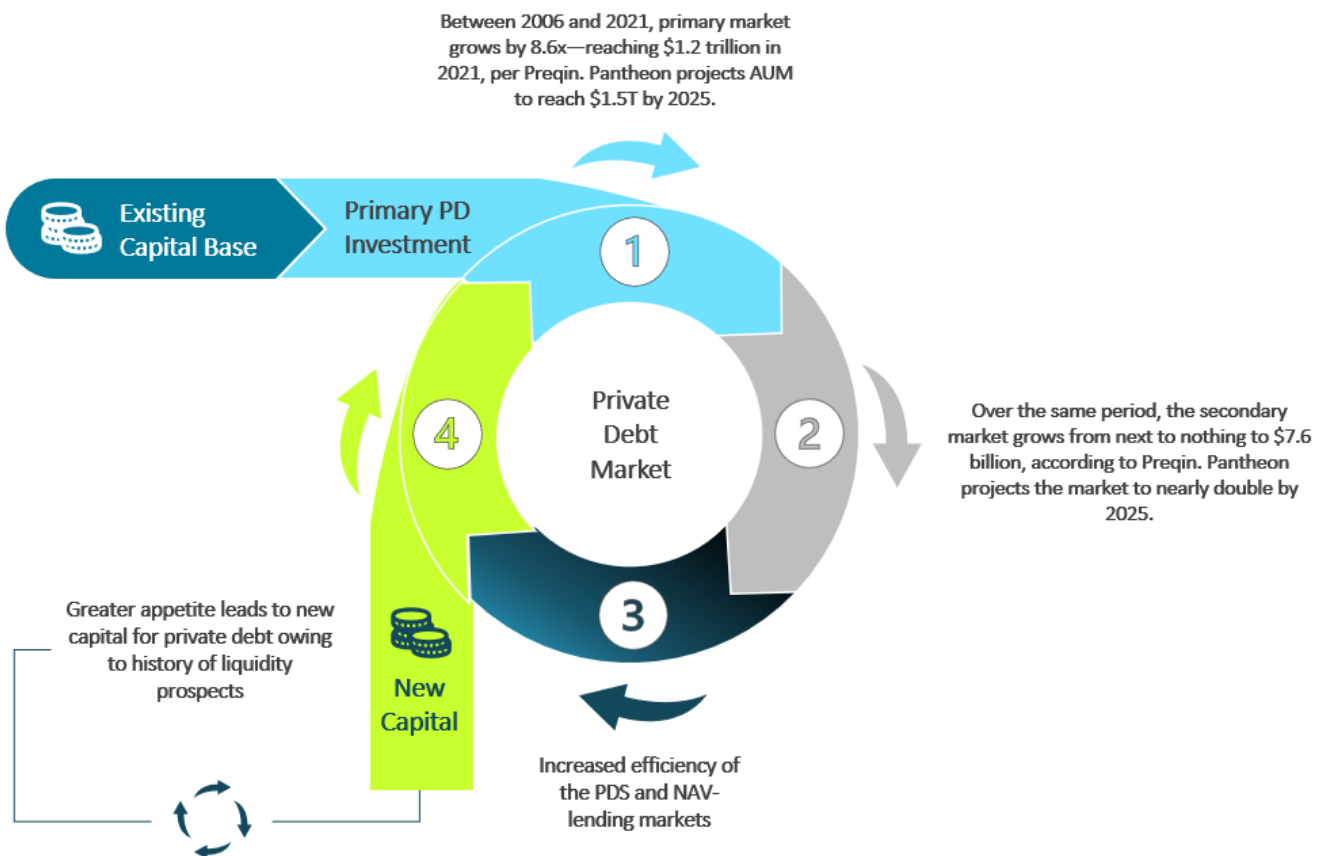 Between 2006 and 2021, primary market
grows by 8.6x—reaching $1.2 trillion in
2021, per Preqin. Pantheon projects AUM
to reach $1.5T by 2025.
Existing
Capital Base
Primary PD
Investment
1
2
3
4
Private
Debt
Market
Over the same period, the secondary
market grows from next to nothing to $7.6
billion, according to Preqin. Pantheon
projects the market to nearly double by
2025.
Greater appetite leads to new
capital for private debt owing
to history of liquidity
prospects
New
Capital
Increased efficiency of
the PDS and NAV-
lending markets